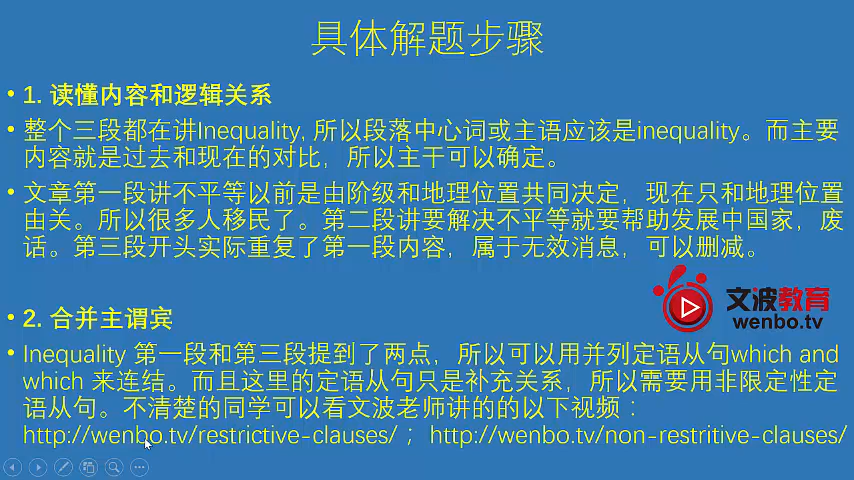 具体解题步骤
• 1. 读懂内容和逻辑关系
• 整个三段都在讲Inequality, 所以段落中心词或主语应该是inequality。而主要
内容就是过去和现在的对比，所以主干可以确定。
• 文章第一段讲不平等以前是由阶级和地理位置共同决定，现在只和地理位置
由关。所以很多人移民了。第二段讲要解决不平等就要帮助发展中国家，废
话。第三段开头实际重复了第一段内容，属于无效消息，可以删减。
文波教育
wenbo.tv
• 2. 合并主谓宾
• Inequality 第一段和第三段提到了两点，所以可以用并列定语从句which and
which 来连结。而且这里的定语从句只是补充关系，所以需要用非限定性定
语从句。不清楚的同学可以看文波老师讲的的以下视频：
http://wenbo.tv/restrictive-clauses/ ； http://wenbo.tv/non-restritive-clauses/